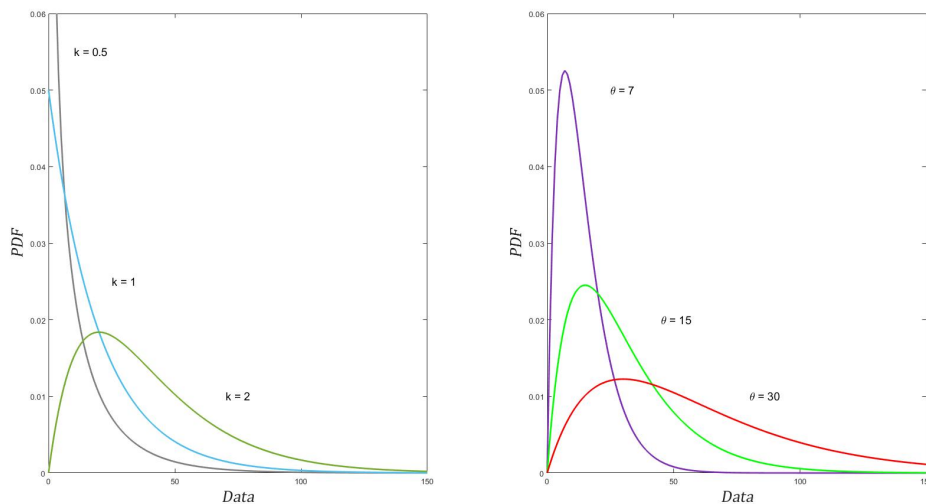 0.06
0.05
0.04
0.03
0.02
0.01
0
k = 0.5
k = 1
k = 2
PDF
0
50
100
150
Data
0.06
0.05
0.04
0.03
0.02
0.01
0
θ = 7
θ = 15
θ = 30
PDF
0
50
100
150
Data